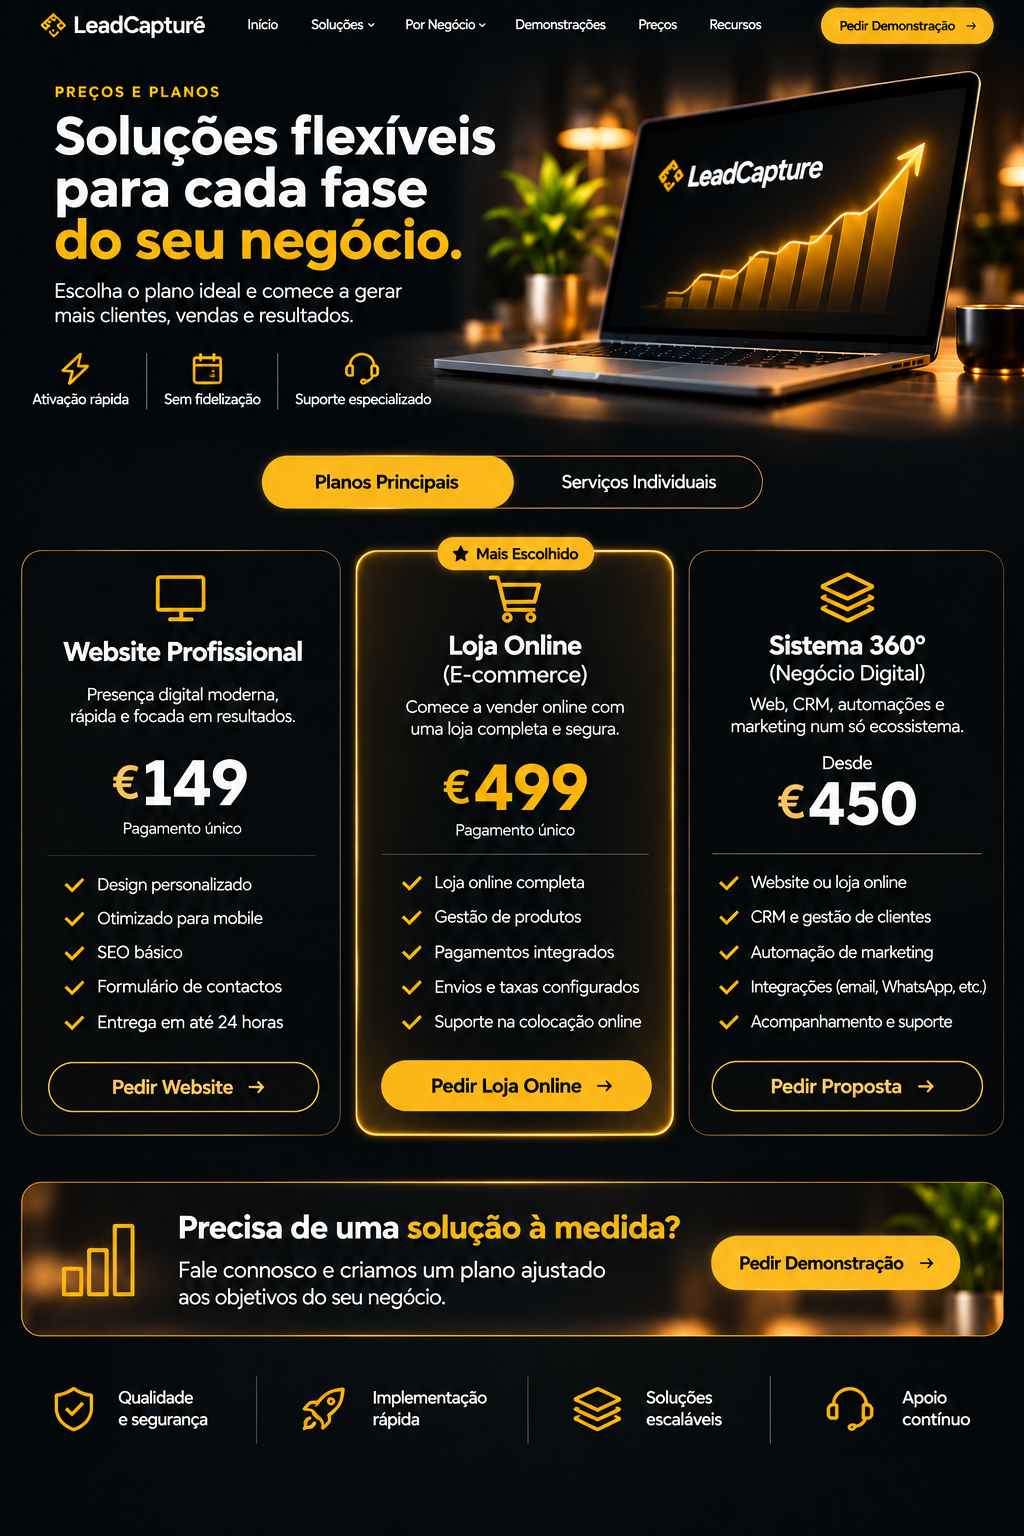 LeadCapturé
Início
Soluções
Por Negócio
Demonstrações
Preços
Recursos
Pedir Demonstração →
PREÇOS E PLANOS
Soluções flexíveis
para cada fase
do seu negócio.
Escolha o plano ideal e comece a gerar
mais clientes, vendas e resultados.
LeadCapture
Ativação rápida
Sem fidelização
Suporte especializado
Planos Principais
Serviços Individuais
Website Profissional
Presença digital moderna,
rápida e focada em resultados.
€149
Pagamento único
Design personalizado
Otimizado para mobile
SEO básico
Formulário de contactos
Entrega em até 24 horas
Pedir Website →
Mais Escolhido
Loja Online
(E-commerce)
Comece a vender online com
uma loja completa e segura.
€499
Pagamento único
Loja online completa
Gestão de produtos
Pagamentos integrados
Envios e taxas configurados
Suporte na colocação online
Pedir Loja Online →
Sistema 360º
(Negócio Digital)
Web, CRM, automações e
marketing num só ecossistema.
Desde
€450
Website ou loja online
CRM e gestão de clientes
Automação de marketing
Integrações (email, WhatsApp, etc.)
Acompanhamento e suporte
Pedir Proposta →
Precisa de uma solução à medida?
Fale connosco e criamos um plano ajustado
aos objetivos do seu negócio.
Pedir Demonstração →
Qualidade
e segurança
Implementação
rápida
Soluções
escaláveis
Apoio
contínuo